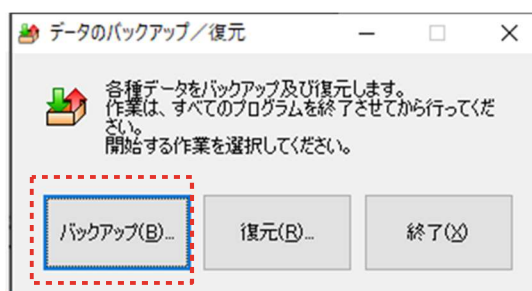 データのバックアップ／復元
各種データをバックアップ及び復元します。
作業は、すべてのプログラムを終了させてから行ってくだ
さい。
開始する作業を選択してください。
バックアップ(B)... 復元(R)... 終了(X)